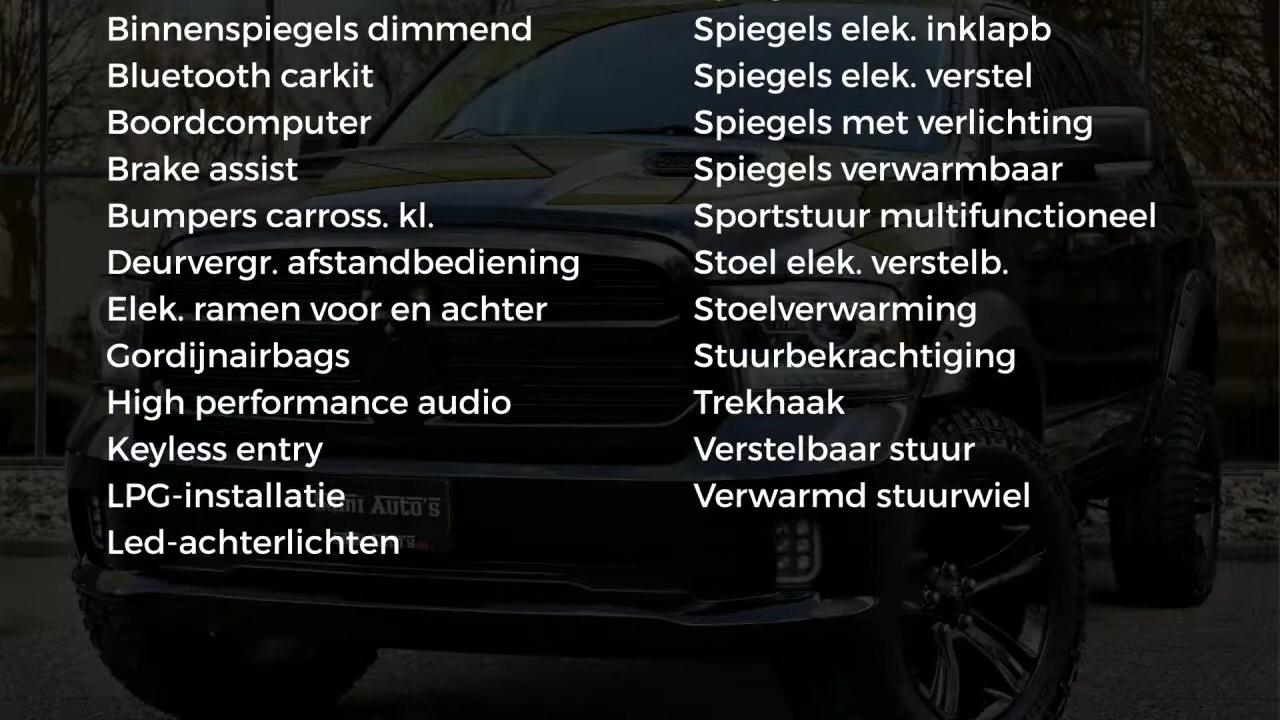 Binnenspiegels dimmend
Bluetooth carkit
Boordcomputer
Brake assist
Bumpers carross. kl.
Deurvergr. afstandbediening
Elek. ramen voor en achter
Gordijnairbags
High performance audio
Keyless entry
LPG-installatie
Led-achterlichten
Spiegels elek. inklapb
Spiegels elek. verstel
Spiegels met verlichting
Spiegels verwarmbaar
Sportstuur multifunctioneel
Stoel elek. verstelb.
Stoelverwarming
Stuurbekrachtiging
Trekhaak
Verstelbaar stuur
Verwarmd stuurwiel
Auto's